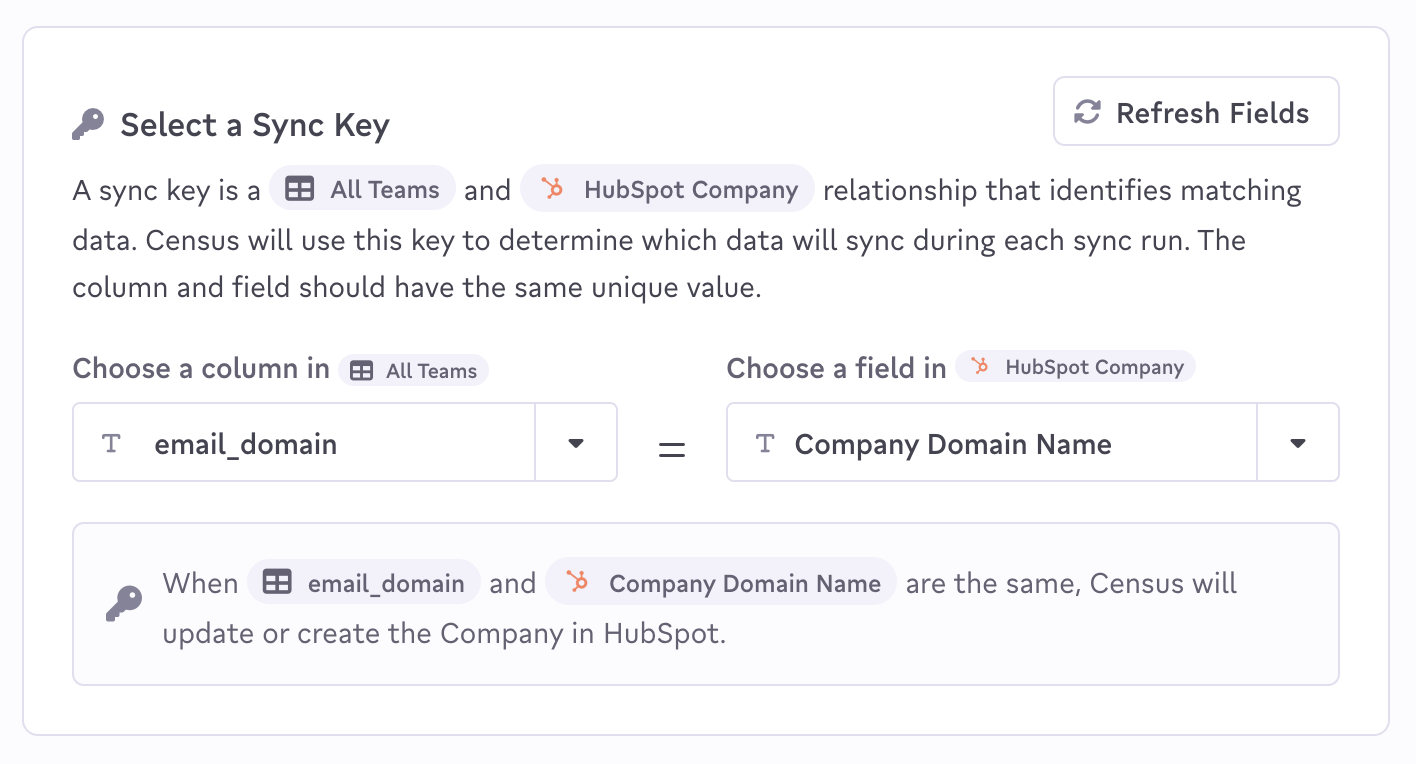 Select a Sync Key
Refresh Fields
A sync key is a All Teams and HubSpot Company relationship that identifies matching
data. Census will use this key to determine which data will sync during each sync run. The
column and field should have the same unique value.
Choose a column in All Teams
Choose a field in HubSpot Company
T email_domain
=
T Company Domain Name
When email_domain and Company Domain Name are the same, Census will
update or create the Company in HubSpot.